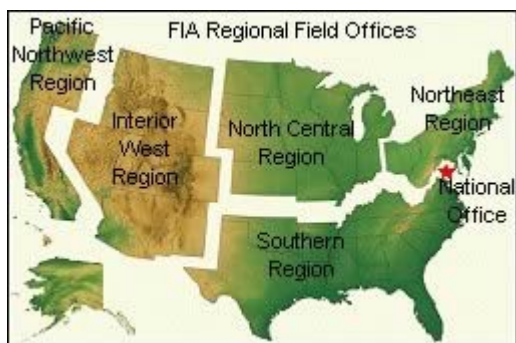 FIA Regional Field Offices
Pacific
Northwest
Region
Interior
West
Region
North Central
Region
Northeast
Region
National
Office
Southern
Region